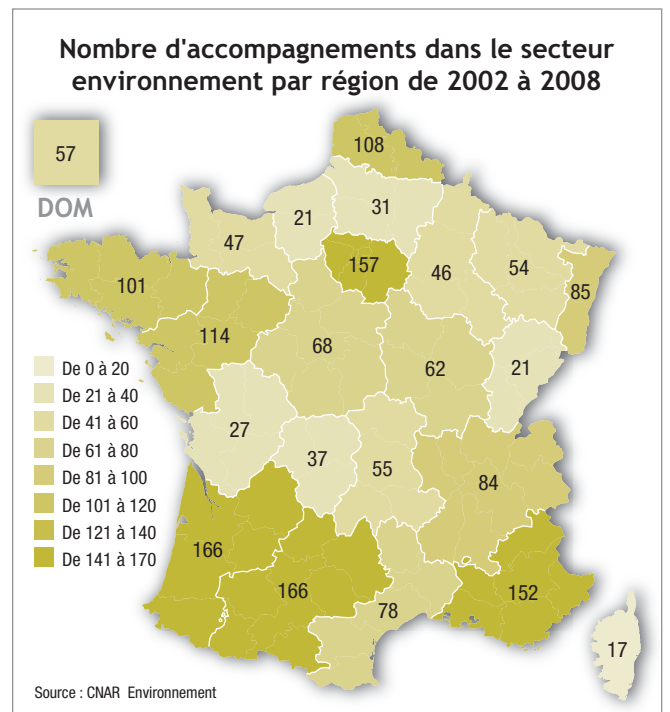 Nombre d'accompagnements dans le secteur
environnement par région de 2002 à 2008
57
DOM
108
21
31
47
157
46
54
85
101
114
68
62
21
De 0 à 20
De 21 à 40
De 41 à 60
De 61 à 80
De 81 à 100
De 101 à 120
De 121 à 140
De 141 à 170
27
37
55
84
166
166
78
152
17
Source : CNAR Environnement